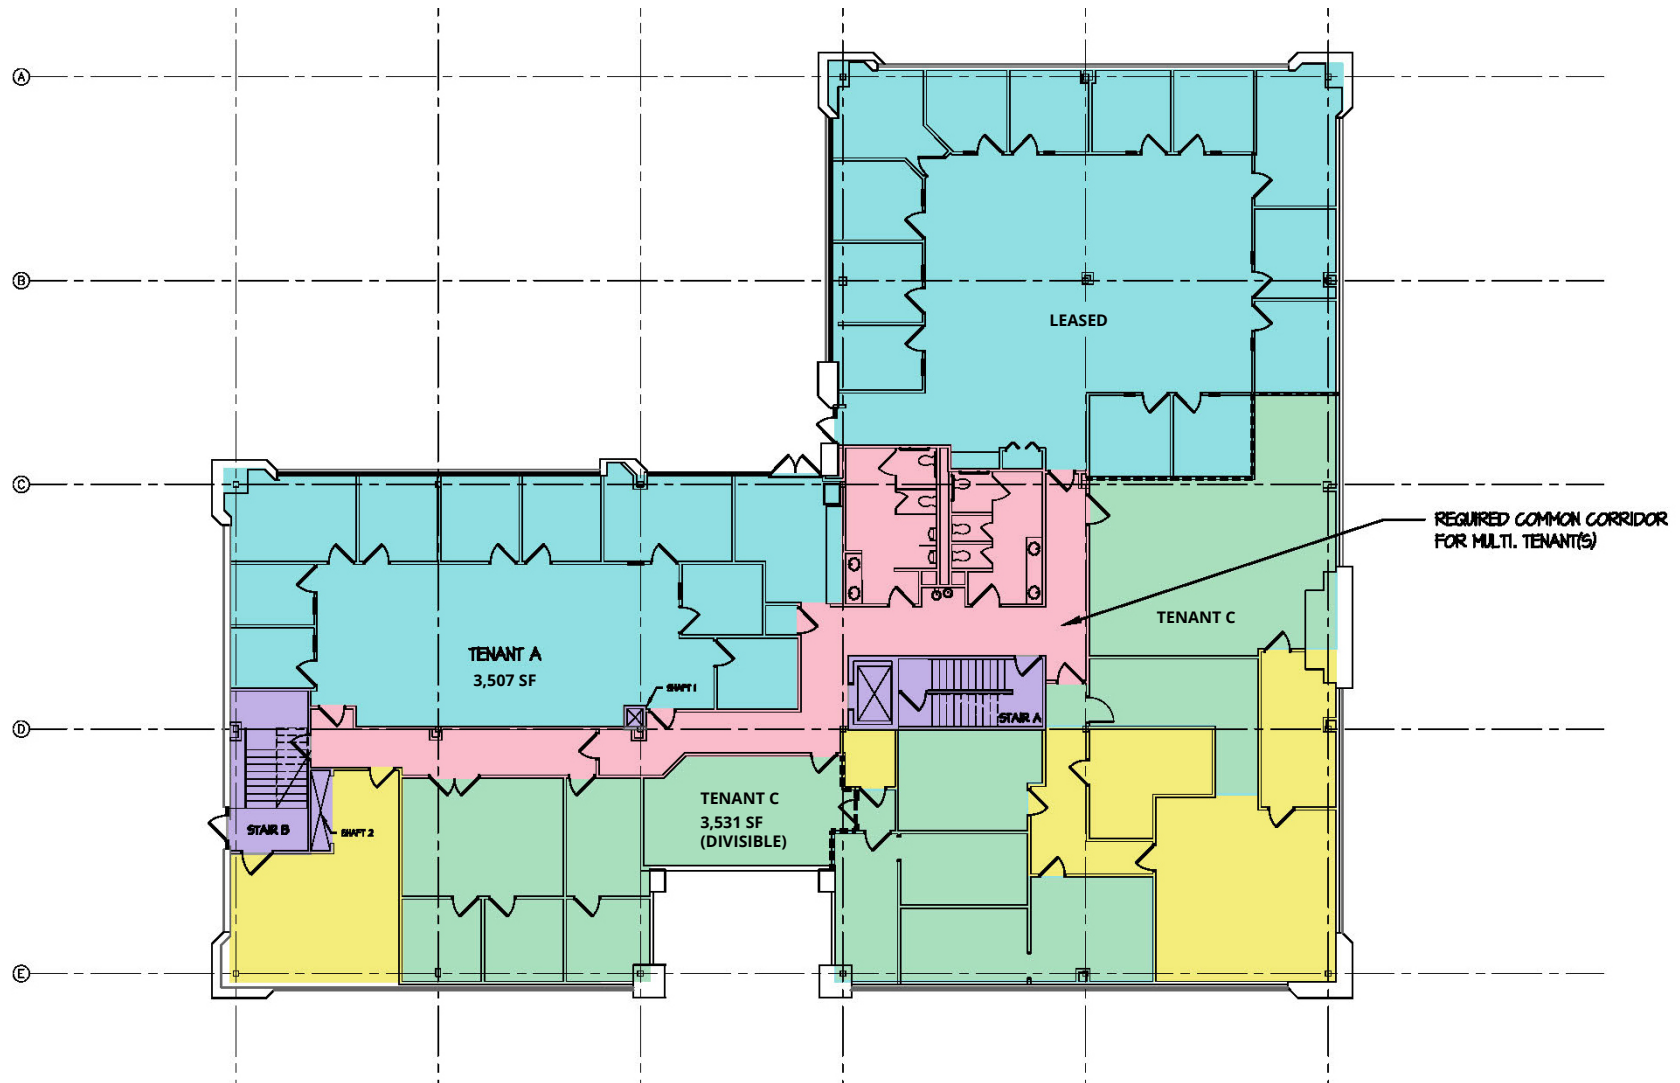 A
B
LEASED
C
REQUIRED COMMON CORRIDOR
FOR MULTI. TENANT(S)
TENANT C
TENANT A
3,507 SF
SHAFT 1
STAIR A
D
TENANT C
3,531 SF
(DIVISIBLE)
STAIR B
SHAFT 2
E